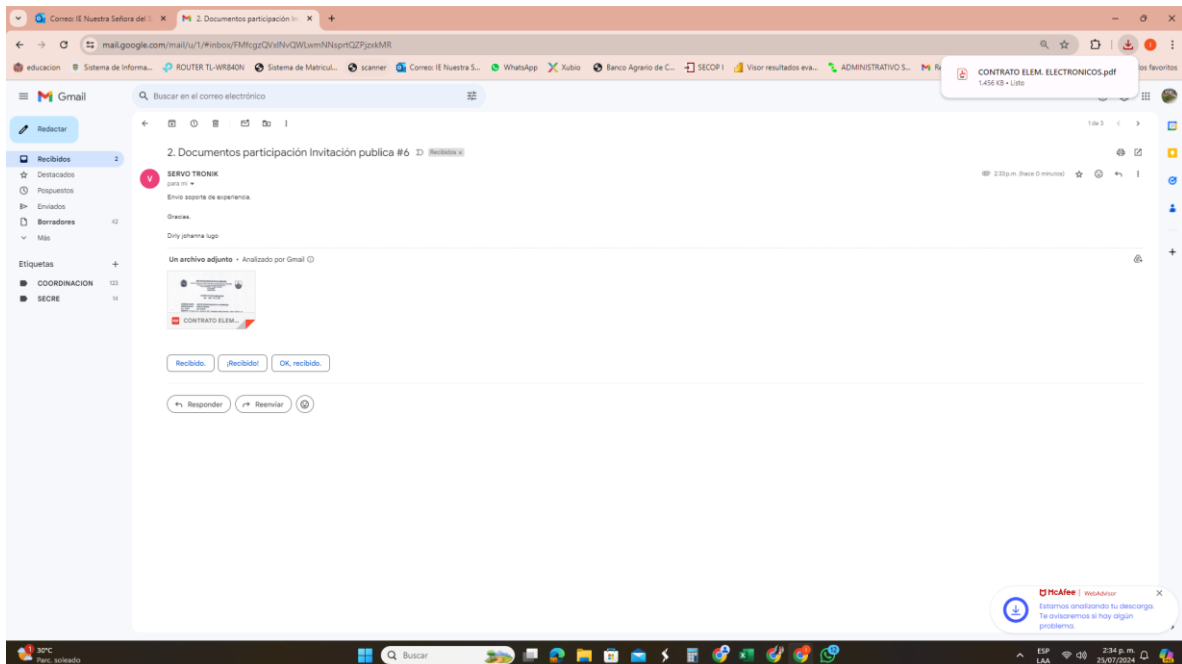 Correo: IE Nuestra Señora del S
2. Documentos participación In
mail.google.com/mail/u/1/#inbox/FMfcgzQVxlNvQWLwmNNsprtQZPjzxkMR
educacion
Sistema de Informa...
ROUTER TL-WR840N
Sistema de Matricul...
scanner
Correo: IE Nuestra S...
WhatsApp
Xubio
Banco Agrario de C...
SECOP I
Visor resultados eva...
ADMINISTRATIVO S...
os favoritos
CONTRATO ELEM. ELECTRONICOS.pdf
1.456 KB • Listo
Gmail
Buscar en el correo electrónico
Redactar
1 de 3
Recibidos 2
Destacados
Pospuestos
Enviados
Borradores 42
Más
Etiquetas
COORDINACION 123
SECRE 14
2. Documentos participación Invitación publica #6
Recibidos x
V
SERVO TRONIK
2:33 p.m. (hace 0 minutos)
para mí
Envio soporte de experiencia.
Gracias.
Dirly johanna lugo
Un archivo adjunto • Analizado por Gmail
CONTRATO ELEM...
Recibido.
¡Recibido!
OK, recibido.
Responder
Reenviar
McAfee | WebAdvisor
Estamos analizando tu descarga.
Te avisaremos si hay algún
problema.
1
30°C
Parc. soleado
Buscar
ESP
LAA
2:34 p. m.
25/07/2024